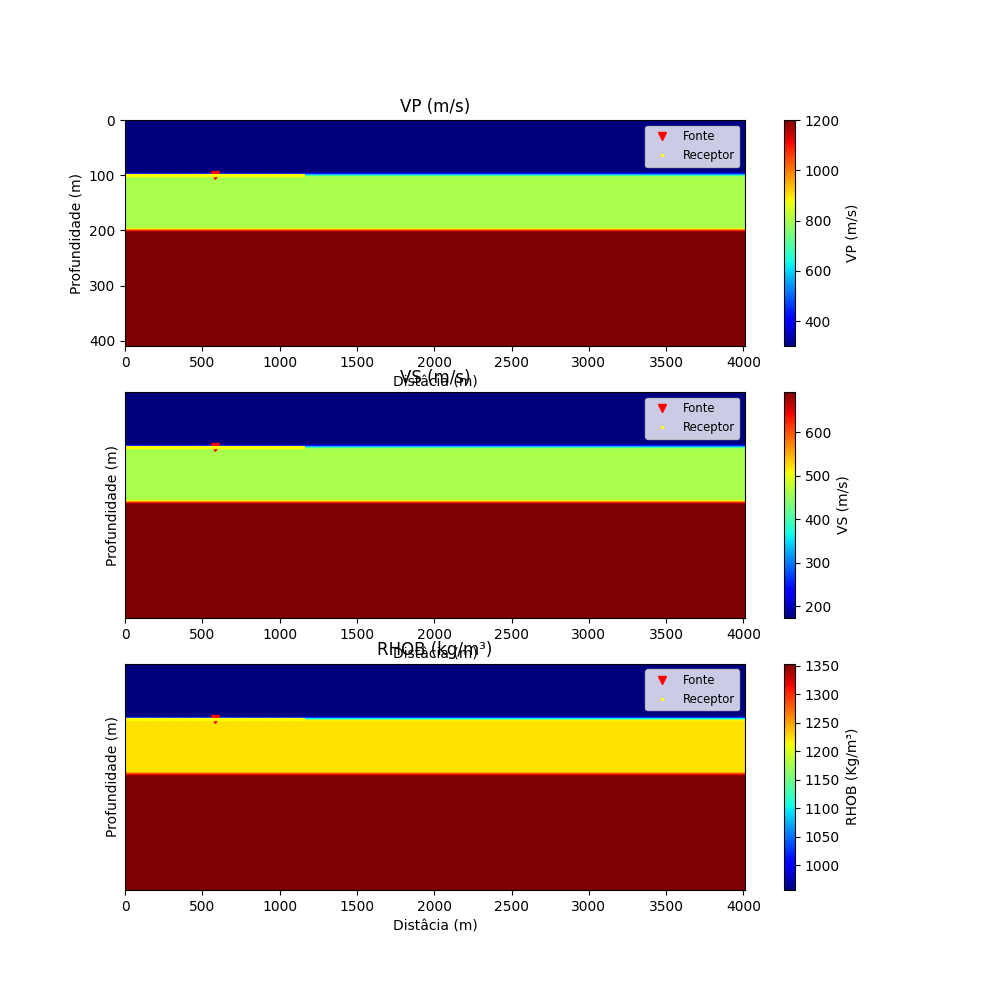 VP (m/s)
0
100
200
300
400
Profundidade (m)
Fonte
Receptor
0 500 1000 1500 2000 2500 3000 3500 4000
Distâcia (m)
1200
1000
800
600
400
VP (m/s)
VS (m/s)
Profundidade (m)
Fonte
Receptor
0 500 1000 1500 2000 2500 3000 3500 4000
Distâcia (m)
600
500
400
300
200
VS (m/s)
RHOB (kg/m³)
Profundidade (m)
Fonte
Receptor
0 500 1000 1500 2000 2500 3000 3500 4000
Distâcia (m)
1350
1300
1250
1200
1150
1100
1050
1000
RHOB (Kg/m³)